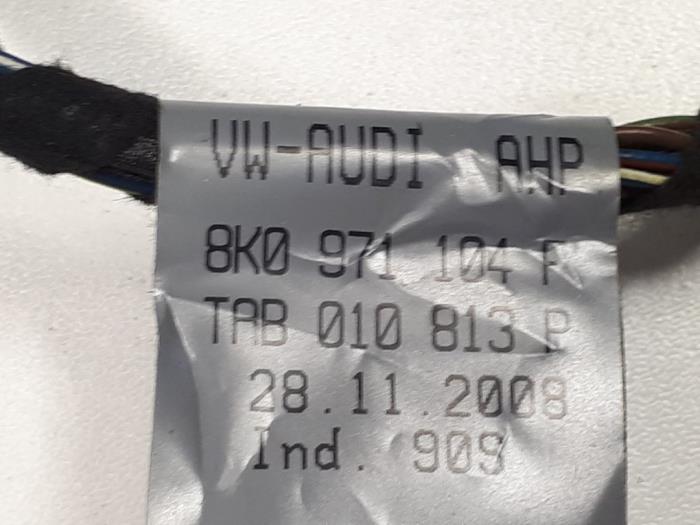 VW-AUDI AHP
8K0 971 104 F
TAB 010 813 P
28.11.2008
Ind. 909